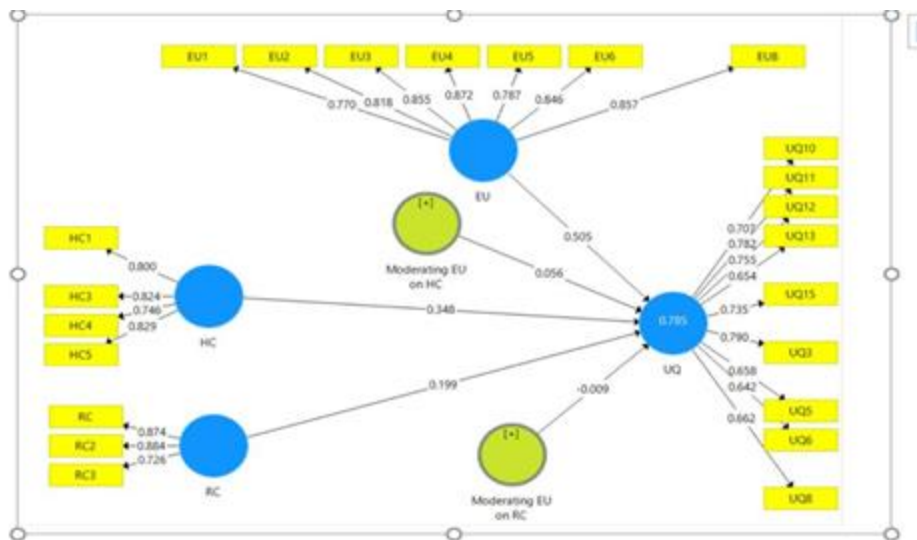 EU1 EU2 EU3 EU4 EU5 EU6 EU8
0.770 0.818 0.855 0.872 0.787 0.846 0.857
EU
[+]
Moderating EU
on HC
0.505
0.056
HC1
HC3
HC4
HC5
0.800
0.824
0.746
0.829
HC
0.348
RC
RC2
RC3
0.874
0.884
0.726
RC
0.199
[+]
Moderating EU
on RC
-0.009
0.785
UQ
0.782
0.755
0.654
0.735
0.790
0.658
0.642
0.662
UQ10
UQ11
UQ12
UQ13
UQ15
UQ3
UQ5
UQ6
UQ8